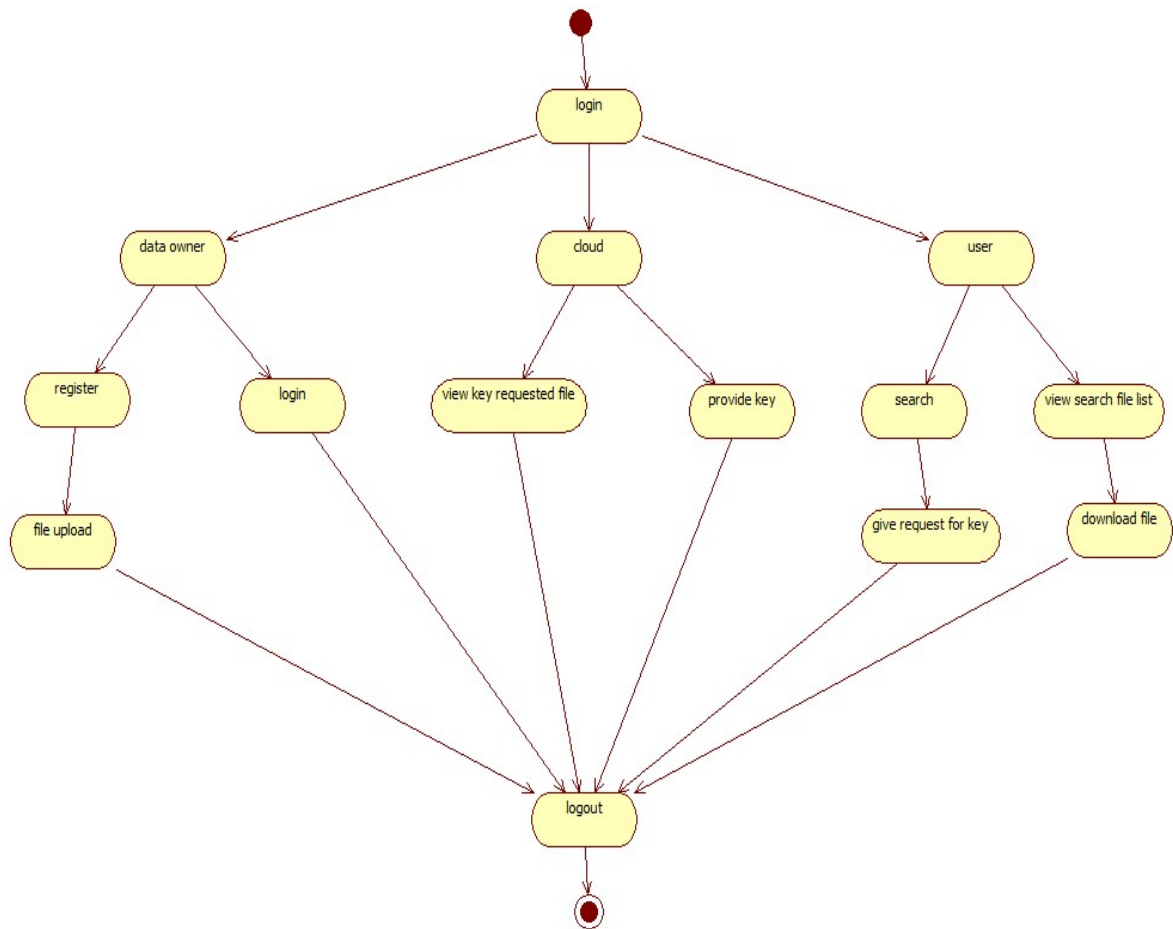 login
data owner
cloud
user
register
login
view key requested file
provide key
search
view search file list
file upload
give request for key
download file
logout